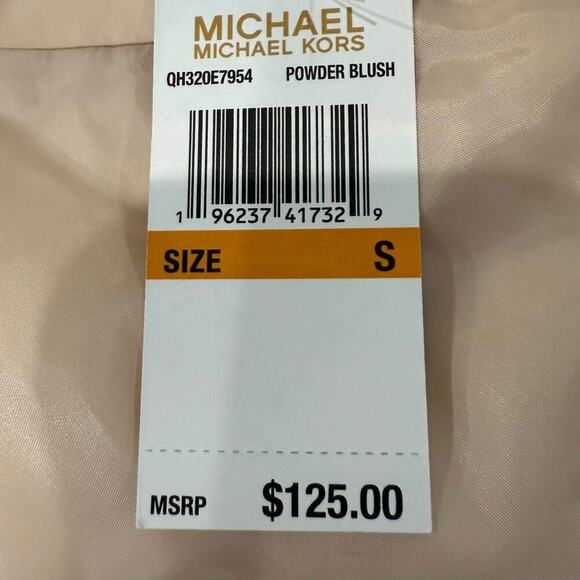 MICHAEL
MICHAEL KORS
QH320E7954 POWDER BLUSH
1 96237 41732 9
SIZE S
MSRP $125.00